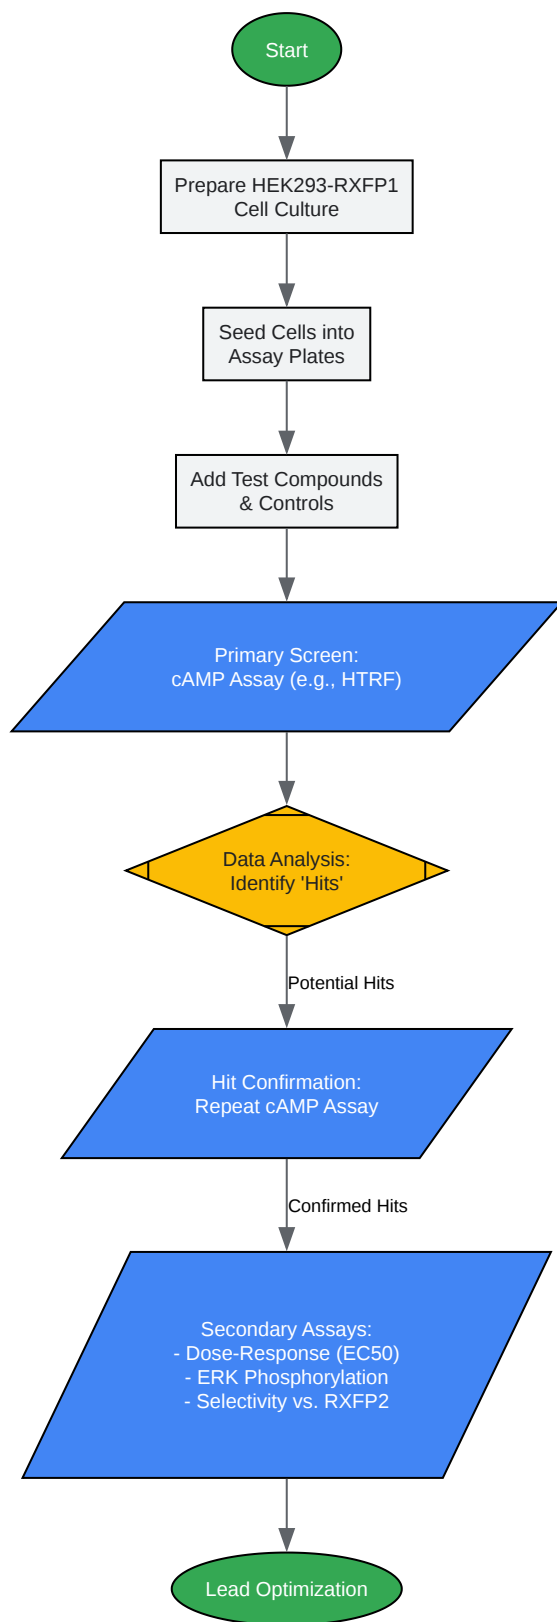 Start
Prepare HEK293-RXFP1
Cell Culture
Seed Cells into
Assay Plates
Add Test Compounds
& Controls
Primary Screen:
cAMP Assay (e.g., HTRF)
Data Analysis:
Identify 'Hits'
Potential Hits
Hit Confirmation:
Repeat cAMP Assay
Confirmed Hits
Secondary Assays:
- Dose-Response (EC50)
- ERK Phosphorylation
- Selectivity vs. RXFP2
Lead Optimization